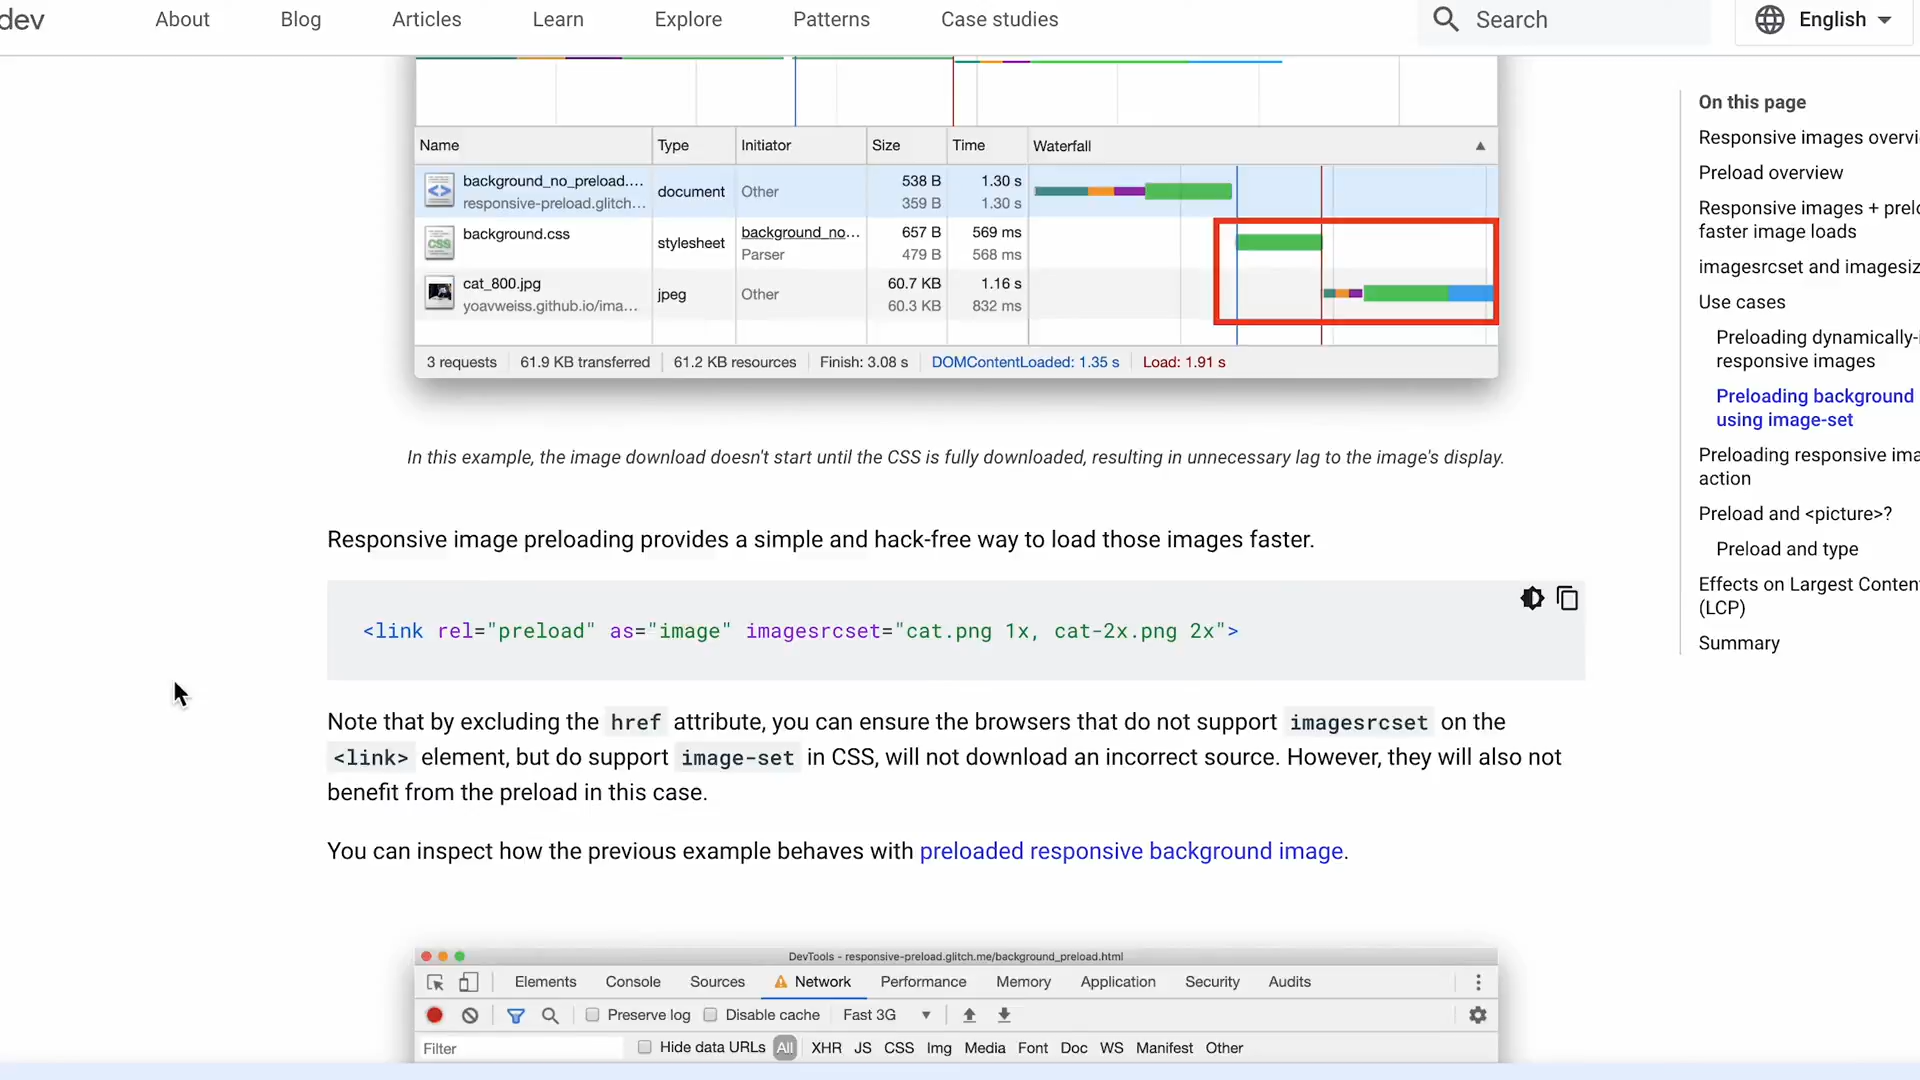 dev
About
Blog
Articles
Learn
Explore
Patterns
Case studies
Search
English
Name
Type
Initiator
Size
Time
Waterfall
background_no_preload....
responsive-preload.glitch...
document
Other
538 B
359 B
1.30 s
1.30 s
CSS
background.css
stylesheet
background_no...
Parser
657 B
479 B
569 ms
568 ms
cat_800.jpg
yoavweiss.github.io/ima...
jpeg
Other
60.7 KB
60.3 KB
1.16 s
832 ms
3 requests
61.9 KB transferred
61.2 KB resources
Finish: 3.08 s
DOMContentLoaded: 1.35 s
Load: 1.91 s
In this example, the image download doesn't start until the CSS is fully downloaded, resulting in unnecessary lag to the image's display.
Responsive image preloading provides a simple and hack-free way to load those images faster.
<link rel="preload" as="image" imagesrcset="cat.png 1x, cat-2x.png 2x">
Note that by excluding the href attribute, you can ensure the browsers that do not support imagesrcset on the
<link> element, but do support image-set in CSS, will not download an incorrect source. However, they will also not
benefit from the preload in this case.
You can inspect how the previous example behaves with preloaded responsive background image.
DevTools - responsive-preload.glitch.me/background_preload.html
Elements
Console
Sources
Network
Performance
Memory
Application
Security
Audits
Preserve log
Disable cache
Fast 3G
Filter
Hide data URLs
All
XHR
JS
CSS
Img
Media
Font
Doc
WS
Manifest
Other
On this page
Responsive images overvi
Preload overview
Responsive images + prelo
faster image loads
imagesrcset and imagesiz
Use cases
Preloading dynamically-i
responsive images
Preloading background
using image-set
Preloading responsive ima
action
Preload and <picture>?
Preload and type
Effects on Largest Conten
(LCP)
Summary